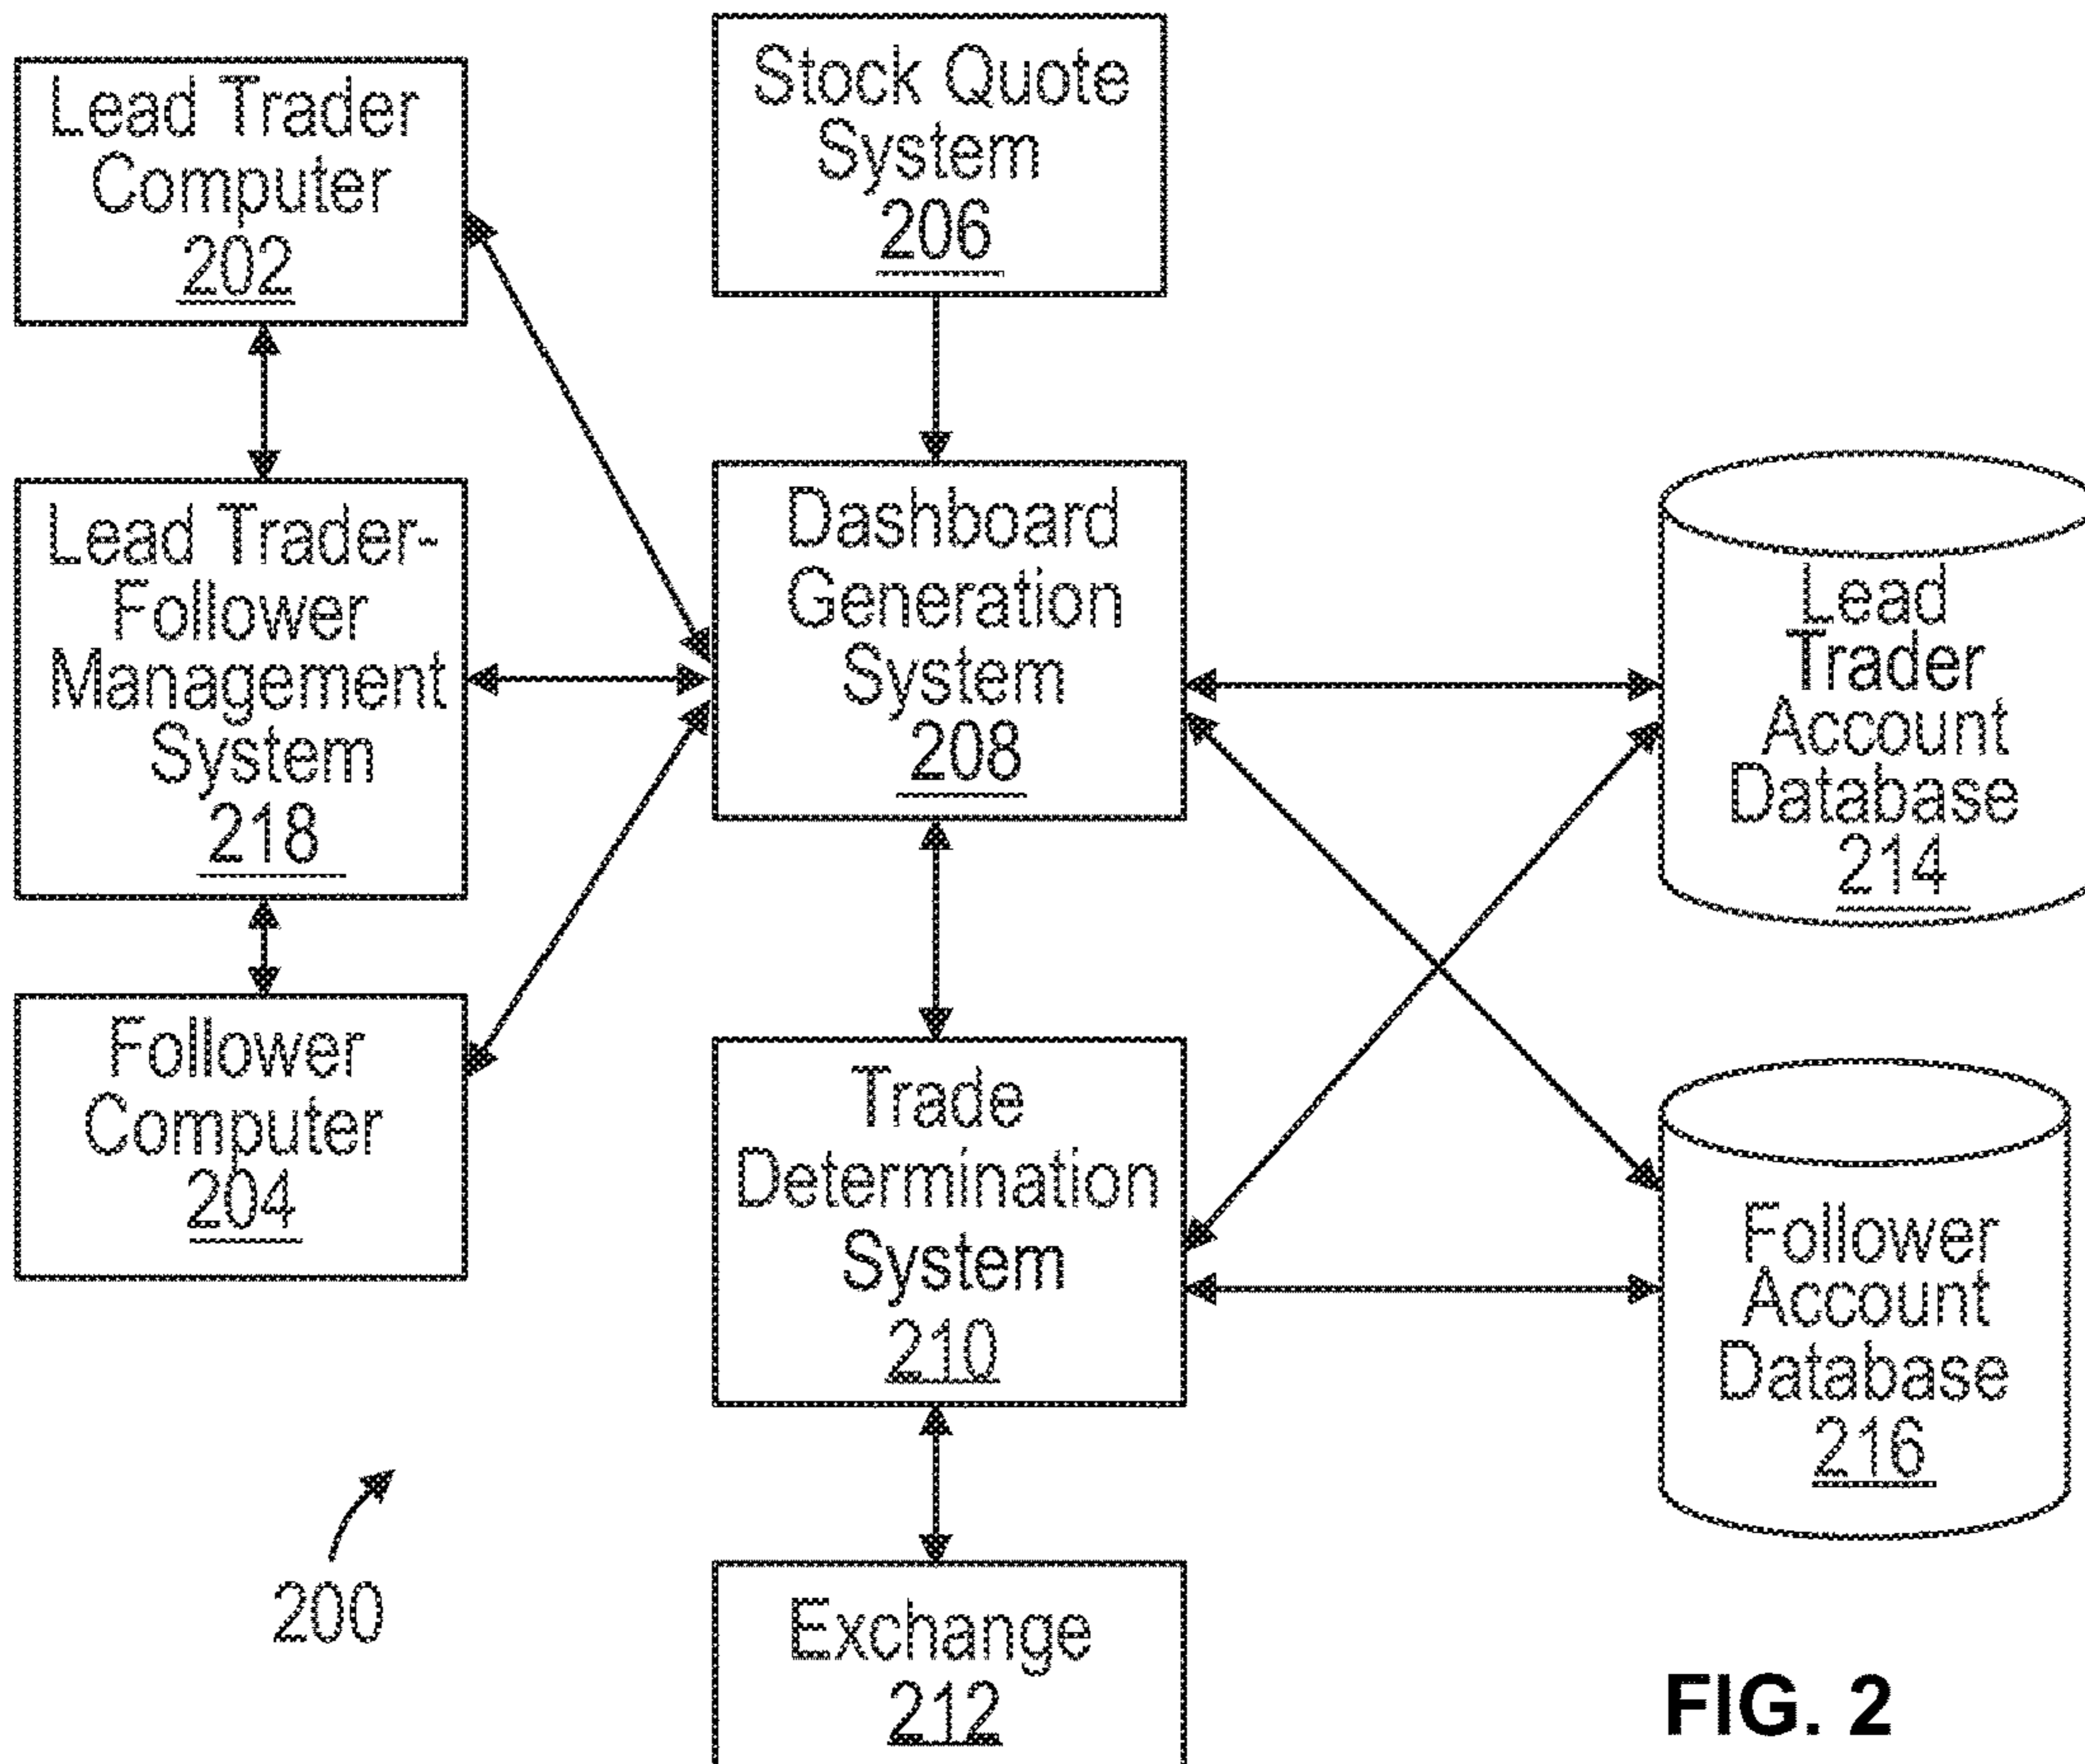 Lead Trader
Computer
202
Stock Quote
System
206
Lead Trader-
Follower
Management
System
218
Dashboard
Generation
System
208
Lead
Trader
Account
Database
214
Follower
Computer
204
Trade
Determination
System
210
Follower
Account
Database
216
200
Exchange
212
FIG. 2